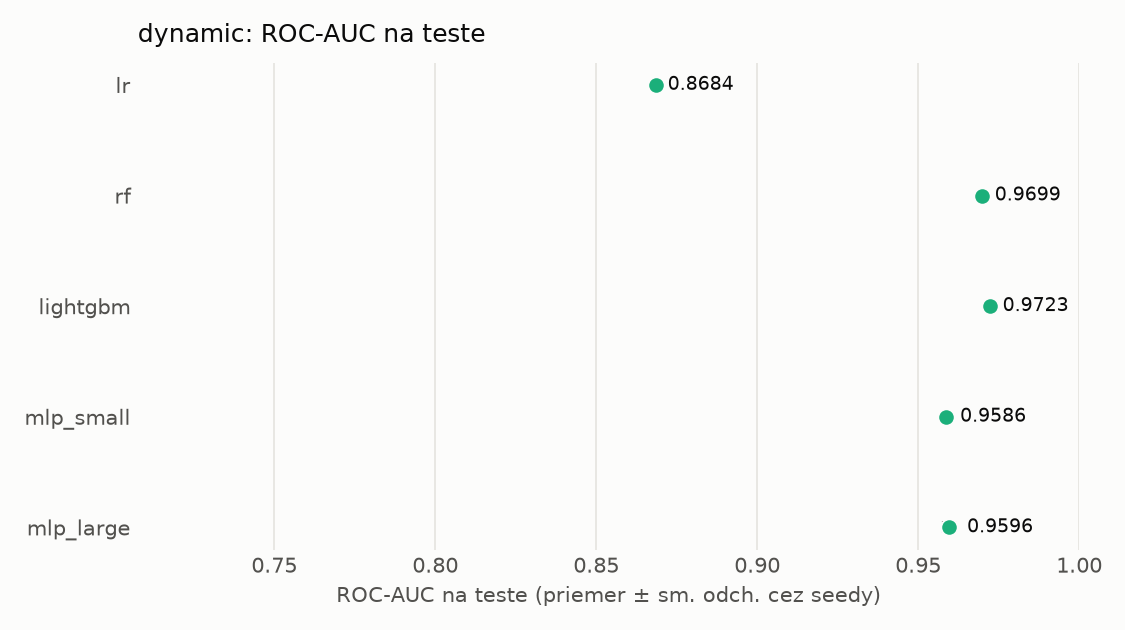 dynamic: ROC-AUC na teste
lr
0.8684
rf
0.9699
lightgbm
0.9723
mlp_small
0.9586
mlp_large
0.9596
0.75 0.80 0.85 0.90 0.95 1.00
ROC-AUC na teste (priemer ± sm. odch. cez seedy)